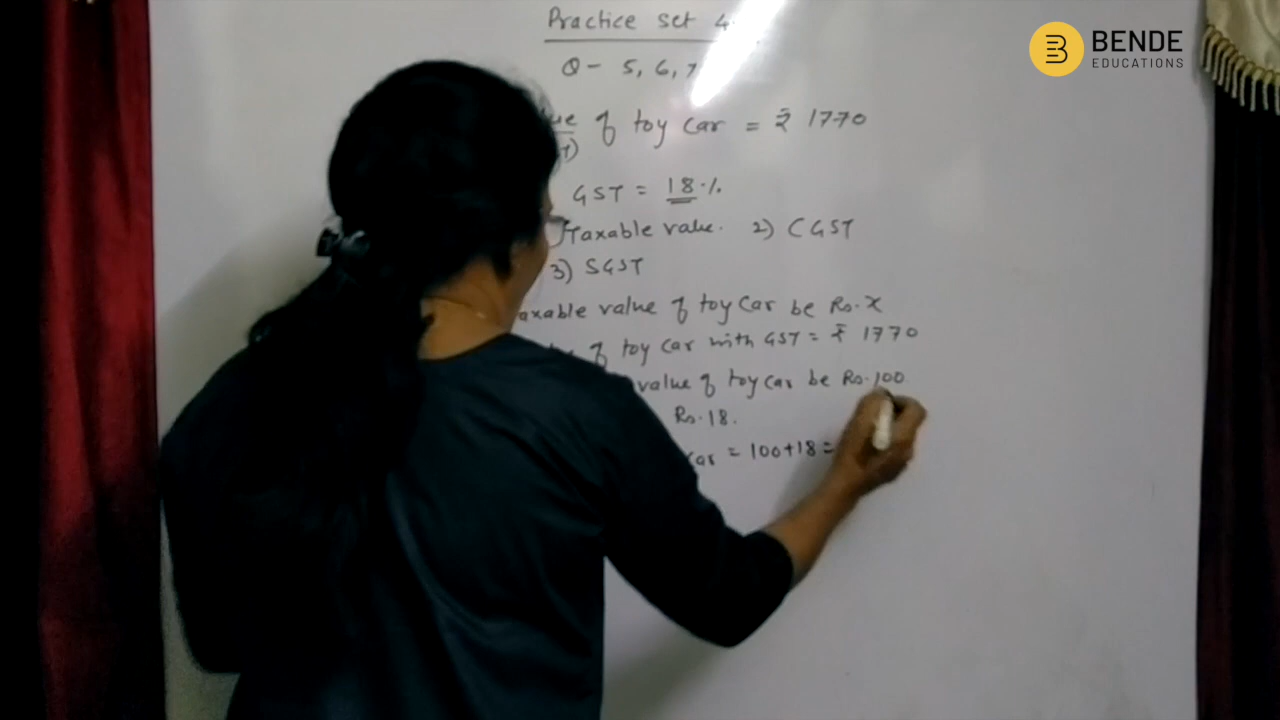 Practice set 4.
BENDE
EDUCATIONS
Q - 5, 6, 7
of toy car = ₹ 1770
GST = 18%
Taxable value. 2) CGST
3) SGST
axable value of toy car be Rs. x
of toy car with GST = ₹ 1770
value of toy car be Rs. 100
Rs. 18.
car = 100+18 =